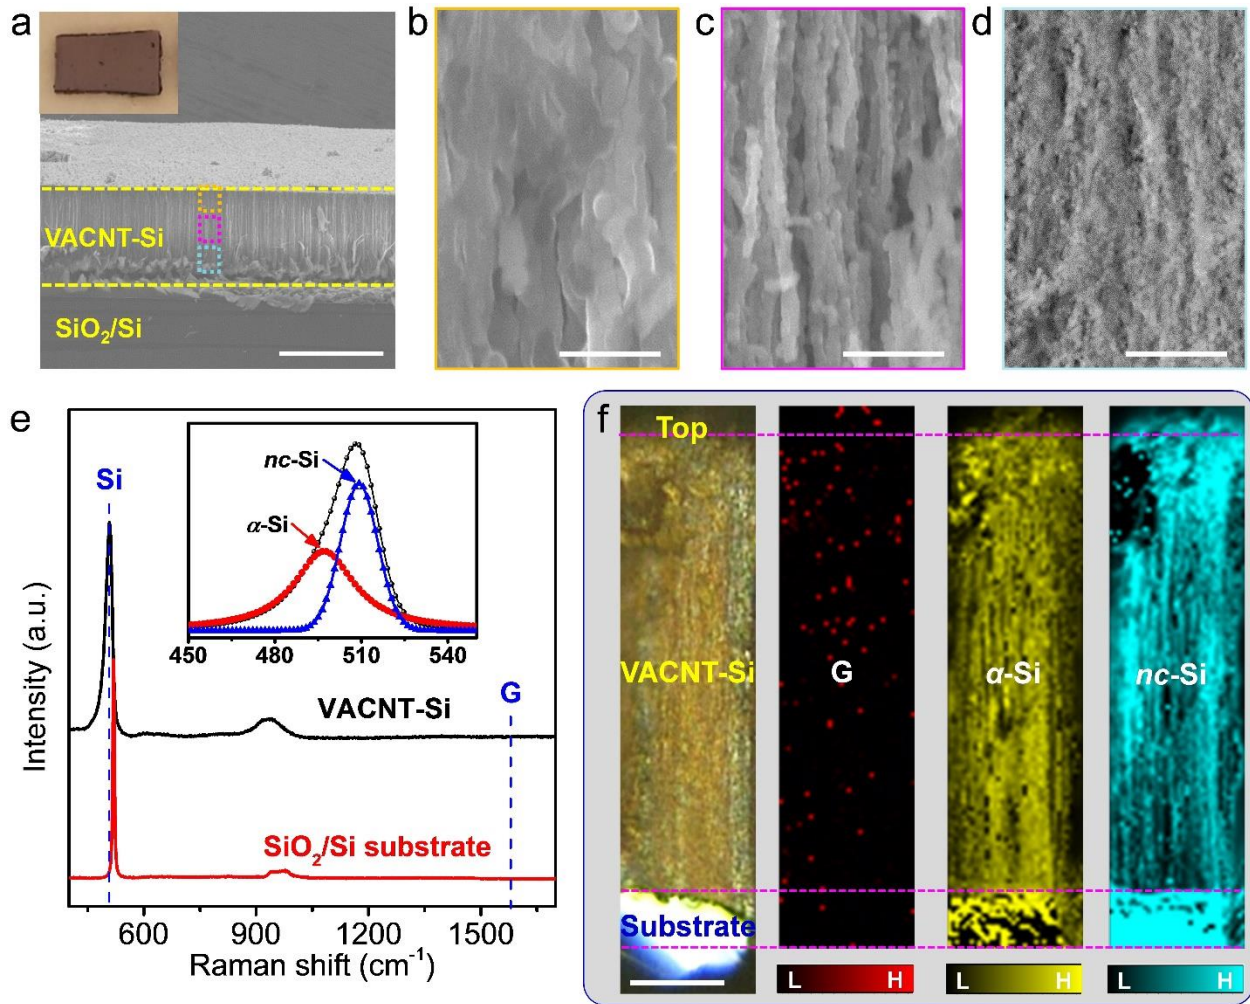 a
VACNT-Si
SiO₂/Si
b
c
d
e
Intensity (a.u.)
Si
nc-Si
α-Si
450 480 510 540
G
VACNT-Si
SiO₂/Si substrate
600 900 1200 1500
Raman shift (cm⁻¹)
f
Top
VACNT-Si
G
α-Si
nc-Si
Substrate
L H
L H
L H